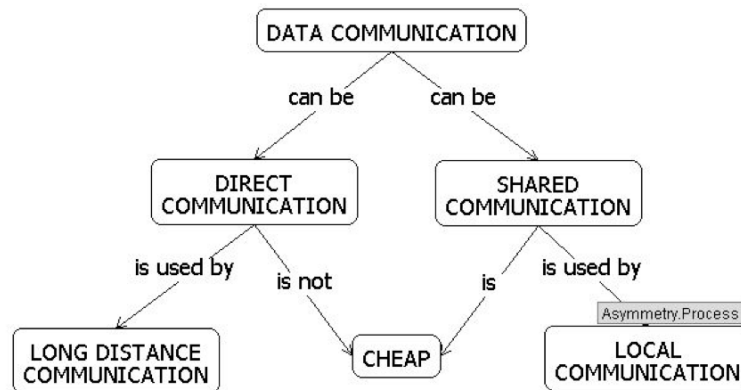 DATA COMMUNICATION
can be
can be
DIRECT
COMMUNICATION
SHARED
COMMUNICATION
is used by
is not
is
is used by
Asymmetry.Process
LONG DISTANCE
COMMUNICATION
CHEAP
LOCAL
COMMUNICATION